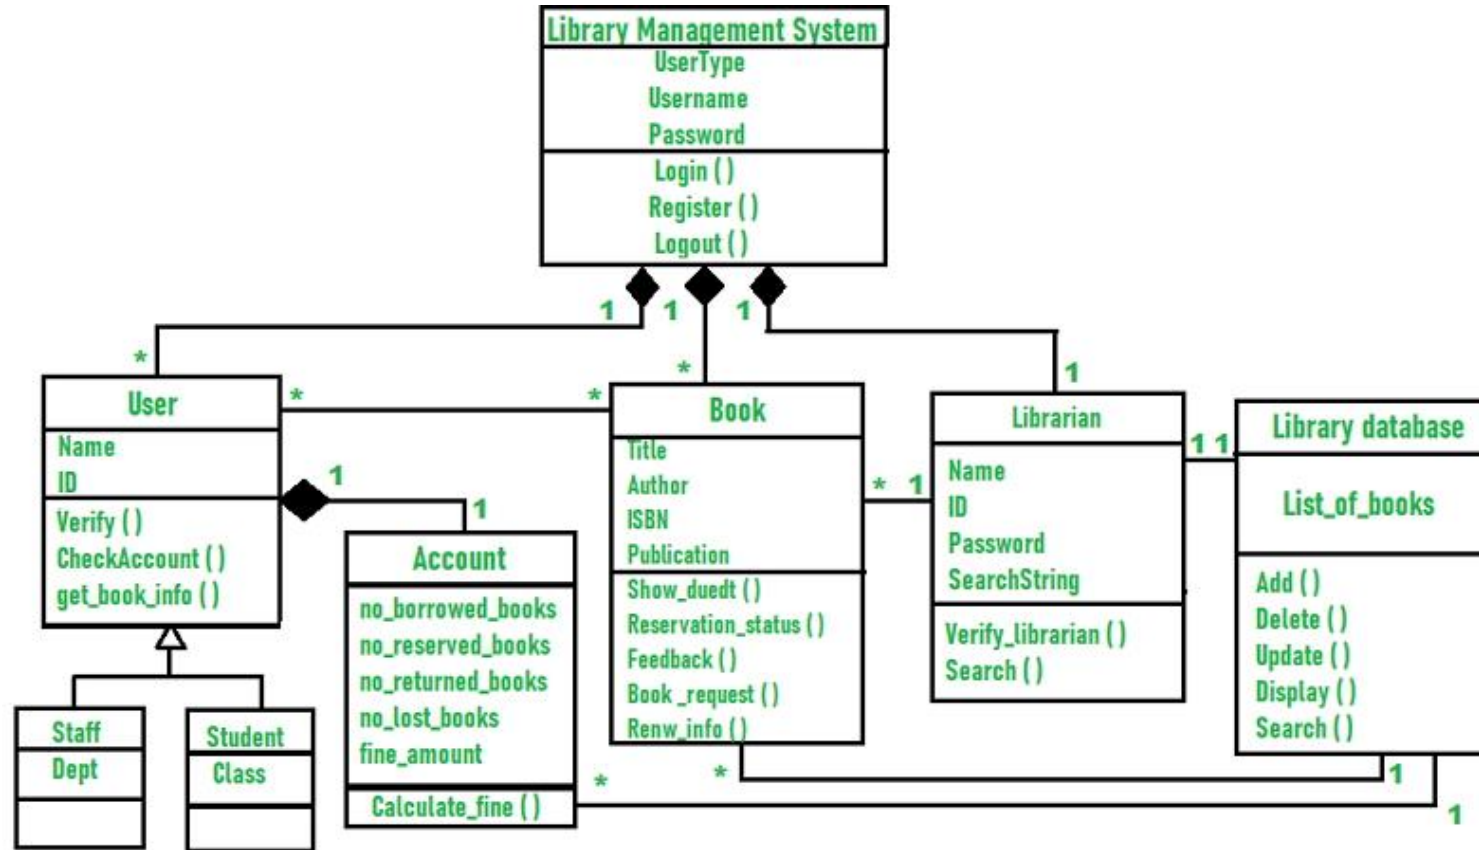 Library Management System
UserType
Username
Password
Login ( )
Register ( )
Logout ( )
1
1
1
*
*
1
User
Name
ID
Verify ( )
CheckAccount ( )
get_book_info ( )
*
*
1
1
Account
no_borrowed_books
no_reserved_books
no_returned_books
no_lost_books
fine_amount
Calculate_fine ( )
Staff
Dept
Student
Class
Book
Title
Author
ISBN
Publication
Show_duedt ( )
Reservation_status ( )
Feedback ( )
Book_request ( )
Renw_info ( )
*
1
Librarian
Name
ID
Password
SearchString
Verify_librarian ( )
Search ( )
1 1
Library database
List_of_books
Add ( )
Delete ( )
Update ( )
Display ( )
Search ( )
*
1
*
1